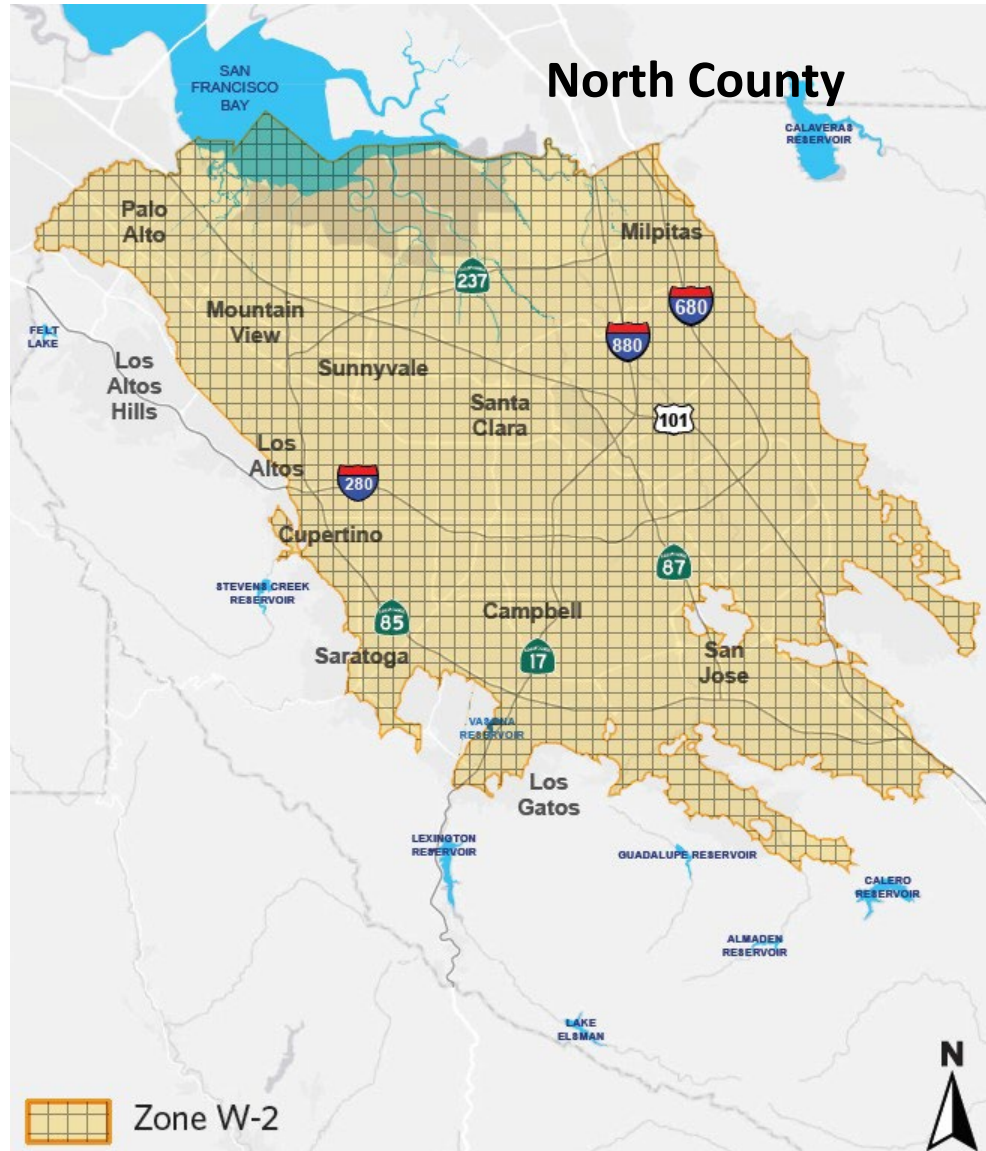 North County
SAN
FRANCISCO
BAY
CALAVERAS
RESERVOIR
Palo
Alto
Milpitas
237
680
Mountain
View
880
FELT
LAKE
Los
Altos
Hills
Sunnyvale
Santa
Clara
101
Los
Altos
280
Cupertino
87
STEVENS CREEK
RESERVOIR
85
Campbell
Saratoga
17
San
Jose
VASONA
RESERVOIR
Los
Gatos
LEXINGTON
RESERVOIR
GUADALUPE RESERVOIR
CALERO
RESERVOIR
ALMADEN
RESERVOIR
LAKE
ELSMAN
N
Zone W-2